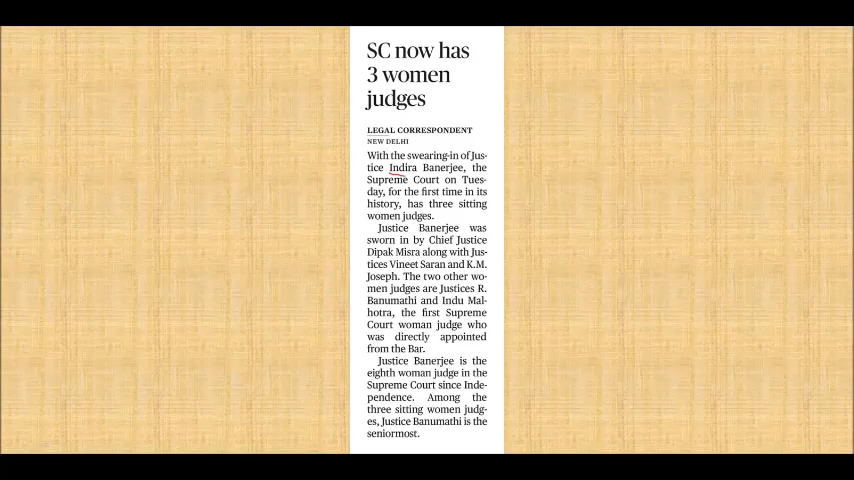 SC now has
3 women
judges
LEGAL CORRESPONDENT
NEW DELHI
With the swearing-in of Jus-
tice Indira Banerjee, the
Supreme Court on Tues-
day, for the first time in its
history, has three sitting
women judges.
Justice Banerjee was
sworn in by Chief Justice
Dipak Misra along with Jus-
tices Vineet Saran and K.M.
Joseph. The two other wo-
men judges are Justices R.
Banumathi and Indu Mal-
hotra, the first Supreme
Court woman judge who
was directly appointed
from the Bar.
Justice Banerjee is the
eighth woman judge in the
Supreme Court since Inde-
pendence. Among the
three sitting women judg-
es, Justice Banumathi is the
seniormost.